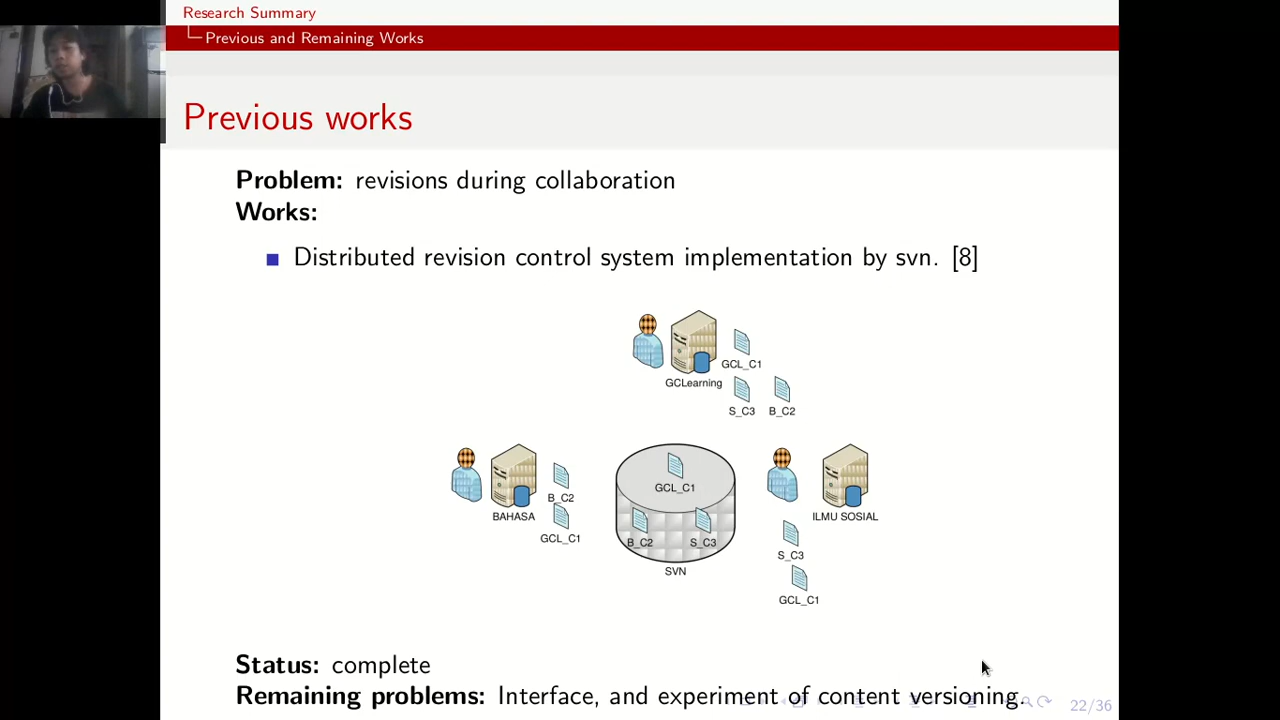 Research Summary
Previous and Remaining Works
Previous works
Problem: revisions during collaboration
Works:
Distributed revision control system implementation by svn. [8]
GCL_C1
GCLearning
S_C3
B_C2
GCL_C1
B_C2
BAHASA
ILMU SOSIAL
GCL_C1
B_C2
S_C3
S_C3
SVN
GCL_C1
Status: complete
Remaining problems: Interface, and experiment of content versioning.
22/36